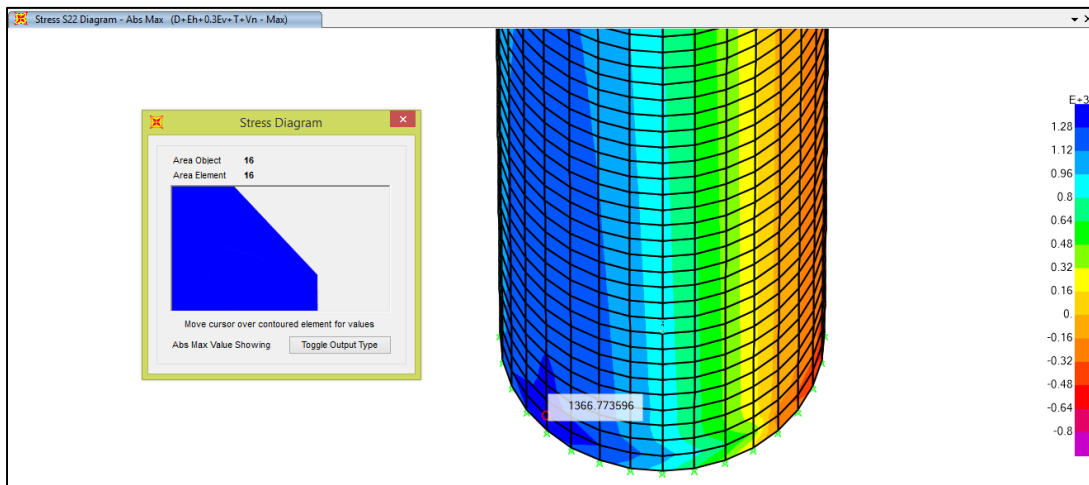 Stress S22 Diagram - Abs Max (D+Eh+0.3Ev+T+Vn - Max)
Stress Diagram
Area Object 16
Area Element 16
Move cursor over contoured element for values
Abs Max Value Showing Toggle Output Type
1366.773596
E+3
1.28
1.12
0.96
0.8
0.64
0.48
0.32
0.16
0.
-0.16
-0.32
-0.48
-0.64
-0.8